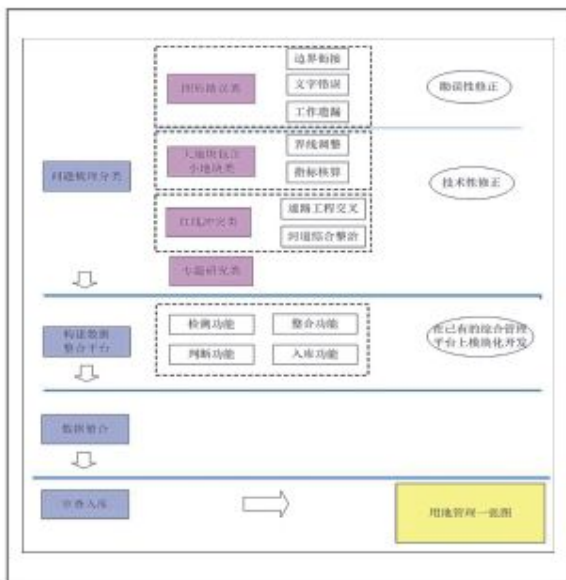 边界衔接
图形错误类
文字错误
勘误性修正
工作遗漏
大地块包含
小地块类
界线调整
指标核算
问题梳理分类
技术性修正
红线冲突类
道路工程交叉
河道综合整治
专题研究类
构建数据
整合平台
检测功能
整合功能
判断功能
入库功能
在已有的综合管理
平台上模块化开发
数据整合
审查入库
用地管理一张图